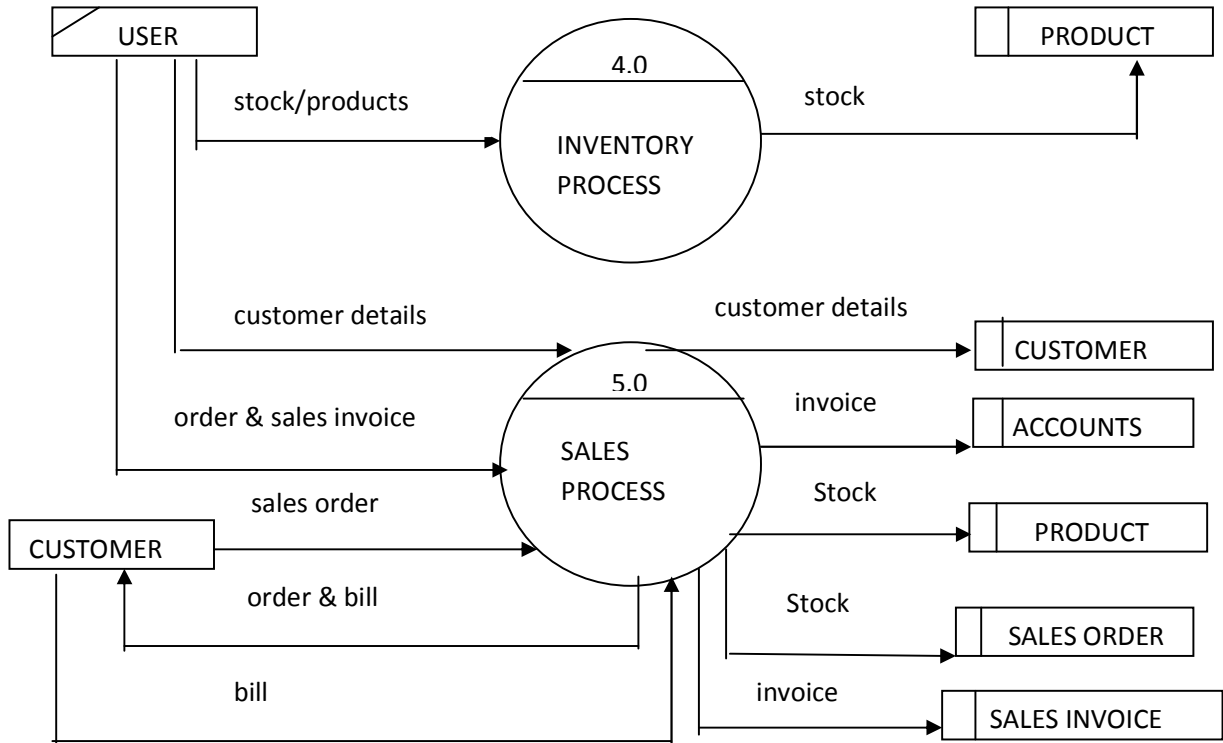 USER
4.0
PRODUCT
stock/products
stock
INVENTORY
PROCESS
customer details
customer details
CUSTOMER
5.0
order & sales invoice
invoice
ACCOUNTS
SALES
PROCESS
sales order
Stock
PRODUCT
CUSTOMER
order & bill
Stock
SALES ORDER
bill
invoice
SALES INVOICE